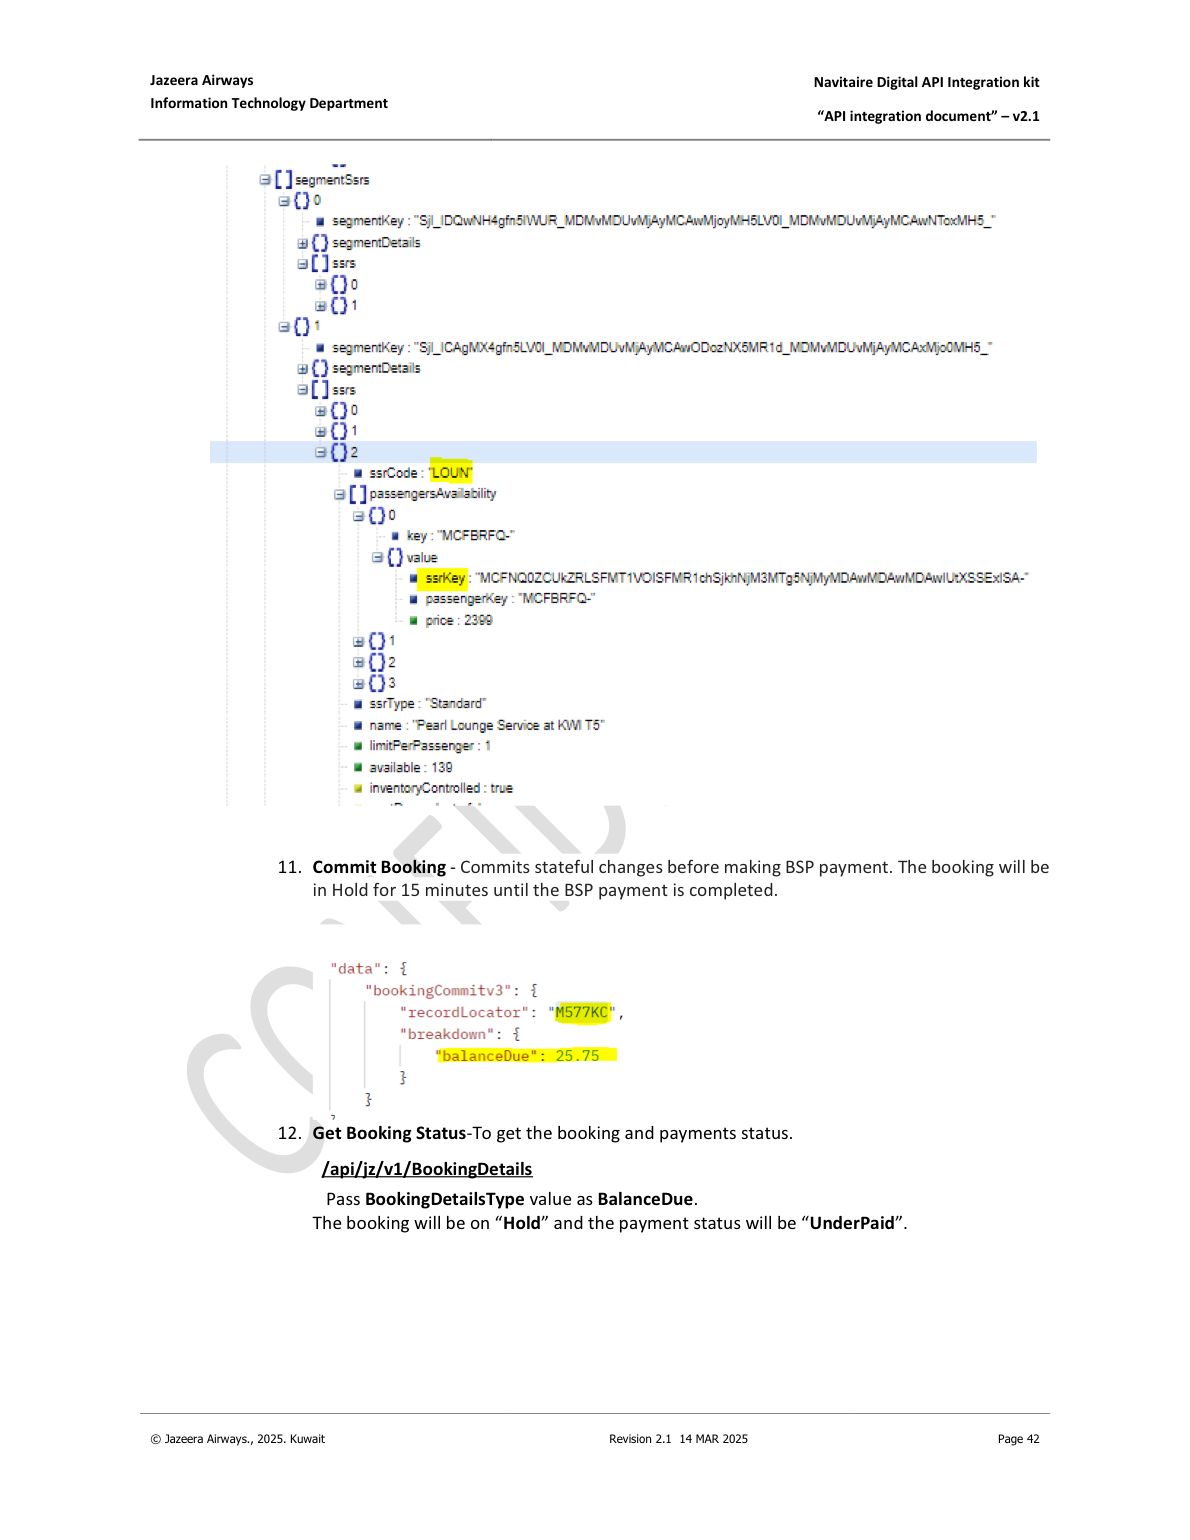 Jazeera Airways
Information Technology Department
Navitaire Digital API Integration kit
“API integration document” – v2.1
[ ] segmentSsrs
{ } 0
segmentKey : "Sjl_IDQwNH4gfn5IWUR_MDMvMDUvMjAyMCAwMjoyMH5LV0l_MDMvMDUvMjAyMCAwNToxMH5_"
{ } segmentDetails
[ ] ssrs
{ } 0
{ } 1
{ } 1
segmentKey : "Sjl_ICAgMX4gfn5LV0l_MDMvMDUvMjAyMCAwODozNX5MR1d_MDMvMDUvMjAyMCAxMjo0MH5_"
{ } segmentDetails
[ ] ssrs
{ } 0
{ } 1
{ } 2
ssrCode : "LOUN"
[ ] passengersAvailability
{ } 0
key : "MCFBRFQ-"
{ } value
ssrKey : "MCFNQ0ZCUkZRLSFMT1VOISFMR1chSjkhNjM3MTg5NjMyMDAwMDAwMDAwIUtXSSExISA-"
passengerKey : "MCFBRFQ-"
price : 2399
{ } 1
{ } 2
{ } 3
ssrType : "Standard"
name : "Pearl Lounge Service at KWI T5"
limitPerPassenger : 1
available : 139
inventoryControlled : true
11. Commit Booking - Commits stateful changes before making BSP payment. The booking will be
in Hold for 15 minutes until the BSP payment is completed.
"data": {
"bookingCommitv3": {
"recordLocator": "M577KC",
"breakdown": {
"balanceDue": 25.75
}
}
12. Get Booking Status-To get the booking and payments status.
/api/jz/v1/BookingDetails
Pass BookingDetailsType value as BalanceDue.
The booking will be on “Hold” and the payment status will be “UnderPaid”.
© Jazeera Airways., 2025. Kuwait
Revision 2.1 14 MAR 2025
Page 42